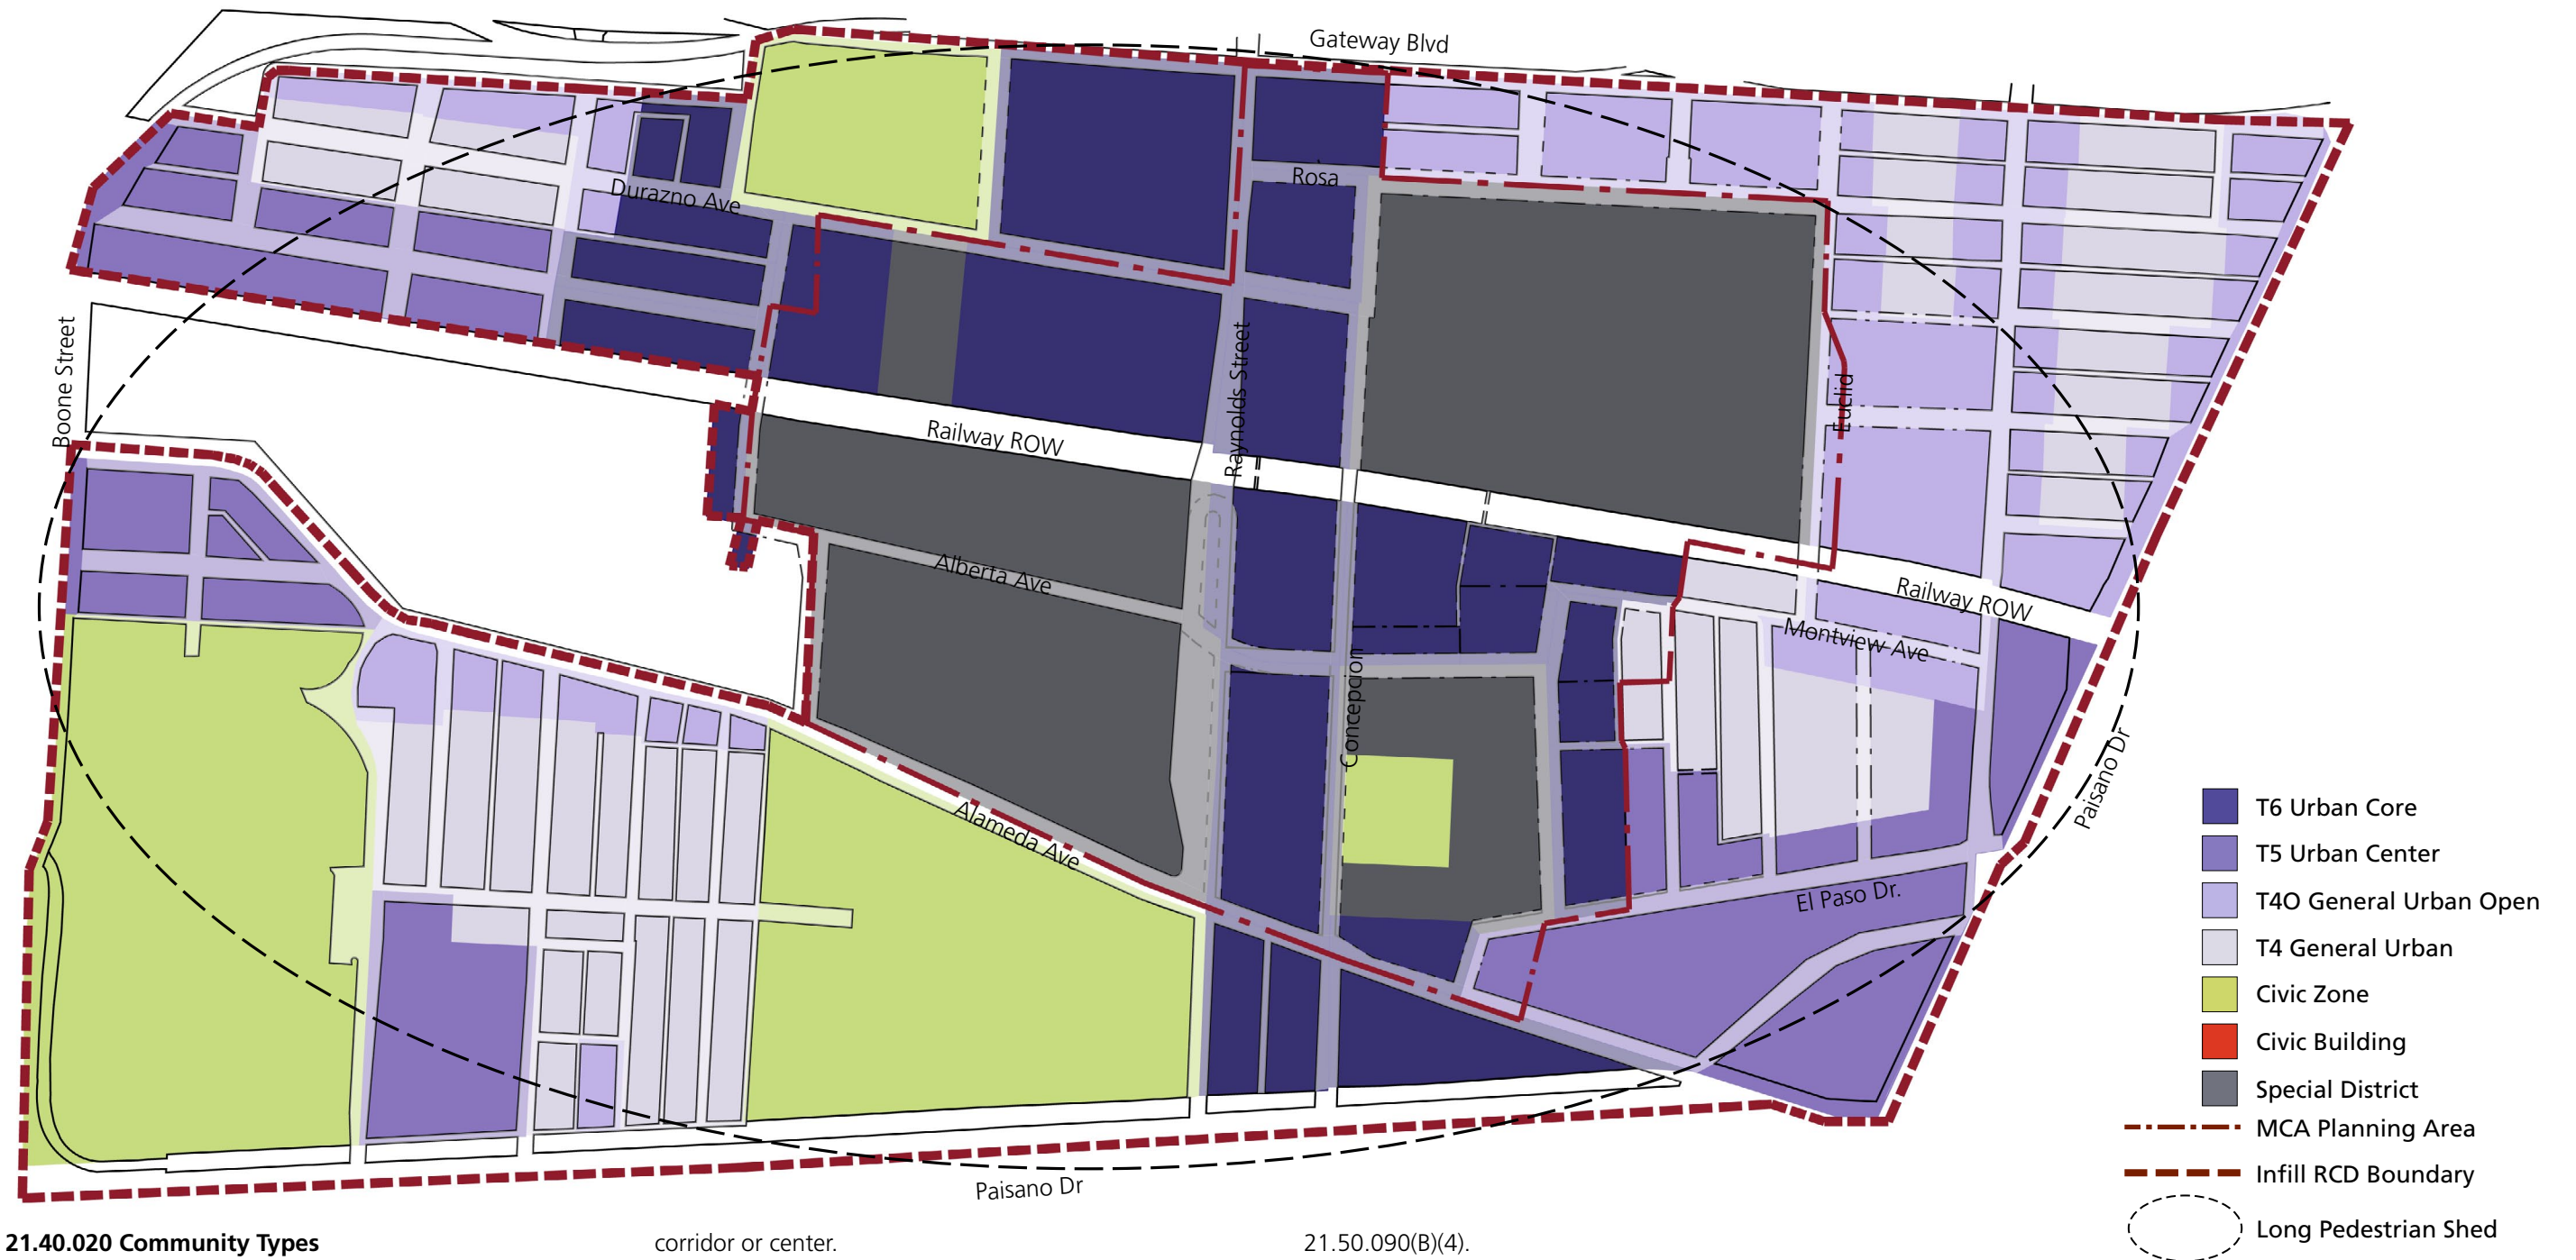 Gateway Blvd
Rosa
Durazno Ave
Boone Street
Raynolds Street
Euclid
Railway ROW
Alberta Ave
Railway ROW
Montview Ave
Concepcion
Paisano Dr
Alameda Ave
El Paso Dr.
Paisano Dr
T6 Urban Core
T5 Urban Center
T4O General Urban Open
T4 General Urban
Civic Zone
Civic Building
Special District
MCA Planning Area
Infill RCD Boundary
Long Pedestrian Shed
21.40.020 Community Types
corridor or center.
21.50.090(B)(4).